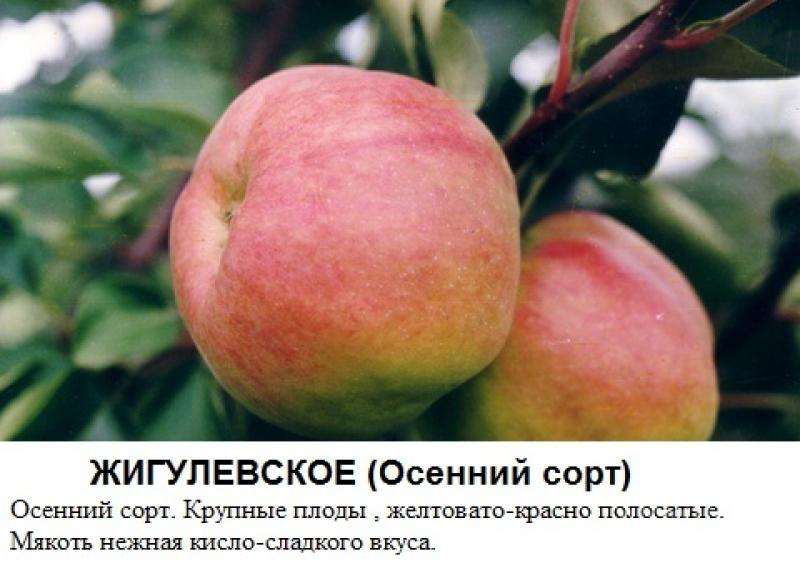 ЖИГУЛЕВСКОЕ (Осенний сорт)
Осенний сорт. Крупные плоды , желтовато-красно полосатые.
Мякоть нежная кисло-сладкого вкуса.